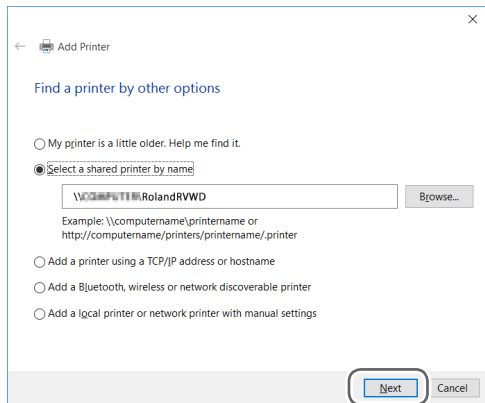 Add Printer
Find a printer by other options
My printer is a little older. Help me find it.
Select a shared printer by name
\\ \RolandRVWD
Browse...
Example: \\computername\printername or
http://computername/printers/printername/.printer
Add a printer using a TCP/IP address or hostname
Add a Bluetooth, wireless or network discoverable printer
Add a local printer or network printer with manual settings
Next
Cancel